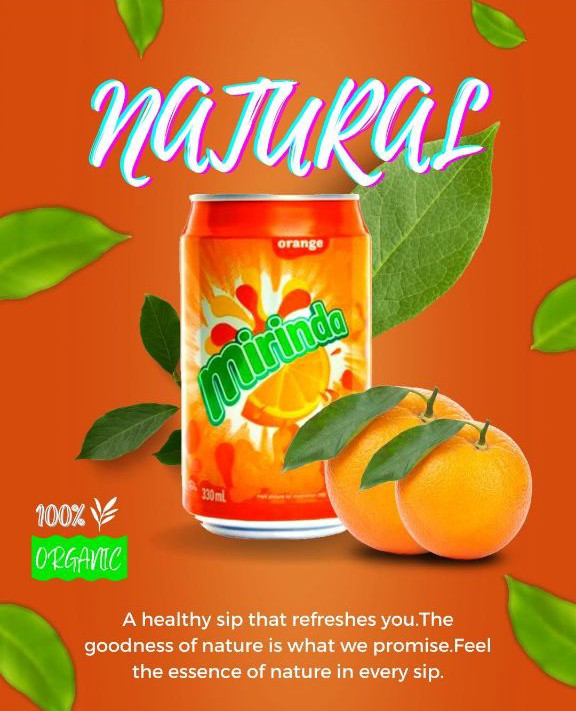 NATURAL
orange
mirinda
330 mL
100%
ORGANIC
A healthy sip that refreshes you.The
goodness of nature is what we promise.Feel
the essence of nature in every sip.